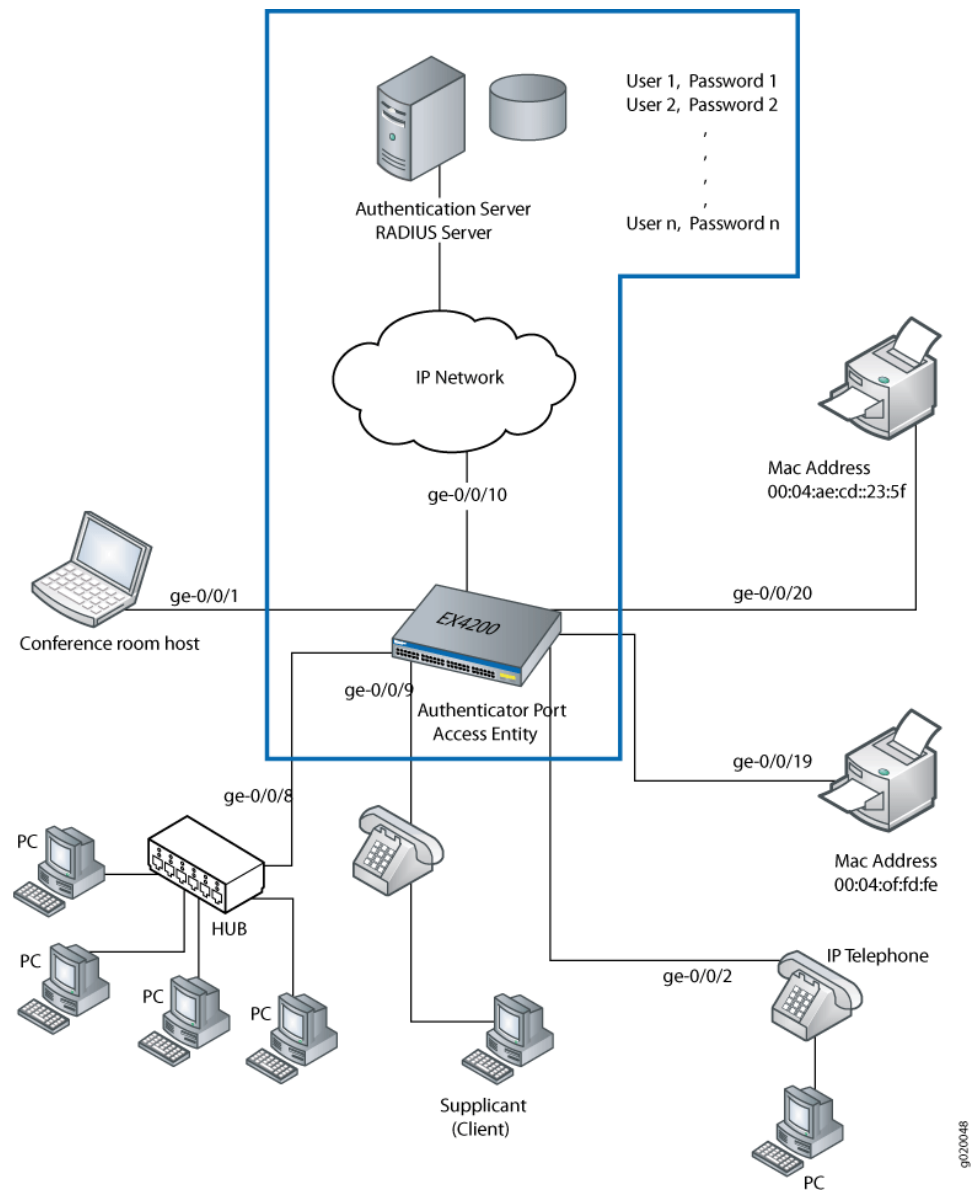 User 1, Password 1
User 2, Password 2
,
,
,
,
User n, Password n
Authentication Server
RADIUS Server
IP Network
ge-0/0/10
Mac Address
00:04:ae:cd::23:5f
ge-0/0/1
ge-0/0/20
EX4200
Conference room host
ge-0/0/9
Authenticator Port
Access Entity
ge-0/0/19
ge-0/0/8
PC
Mac Address
00:04:of:fd:fe
HUB
PC
IP Telephone
ge-0/0/2
PC
PC
Supplicant
(Client)
PC
g020048